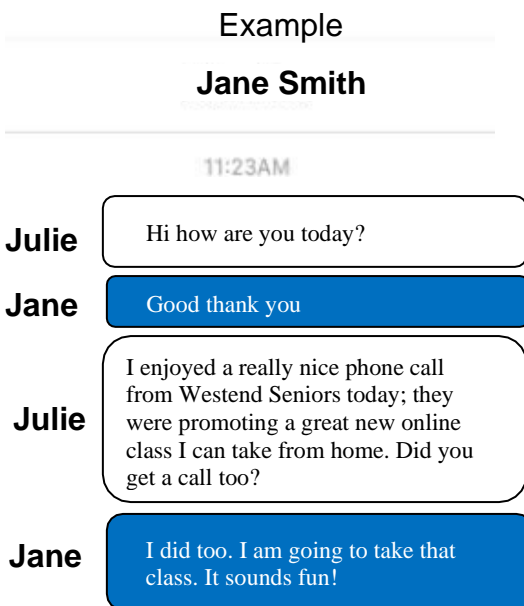 Example
Jane Smith
11:23AM
Julie
Hi how are you today?
Jane
Good thank you
Julie
I enjoyed a really nice phone call
from Westend Seniors today; they
were promoting a great new online
class I can take from home. Did you
get a call too?
Jane
I did too. I am going to take that
class. It sounds fun!